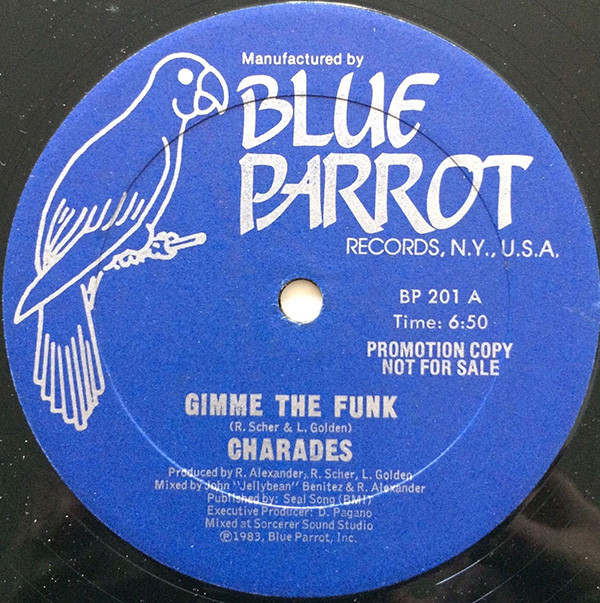 Manufactured by
BLUE
PARROT
RECORDS, N.Y., U.S.A.
BP 201 A
Time: 6:50
PROMOTION COPY
NOT FOR SALE
GIMME THE FUNK
(R. Scher & L. Golden)
CHARADES
Produced by R. Alexander, R. Scher, L. Golden
Mixed by John "Jellybean" Benitez & R. Alexander
Published by: Seal Song (BMI)
Executive Producer: D. Pagano
Mixed at Sorcerer Sound Studio
℗1983, Blue Parrot, Inc.